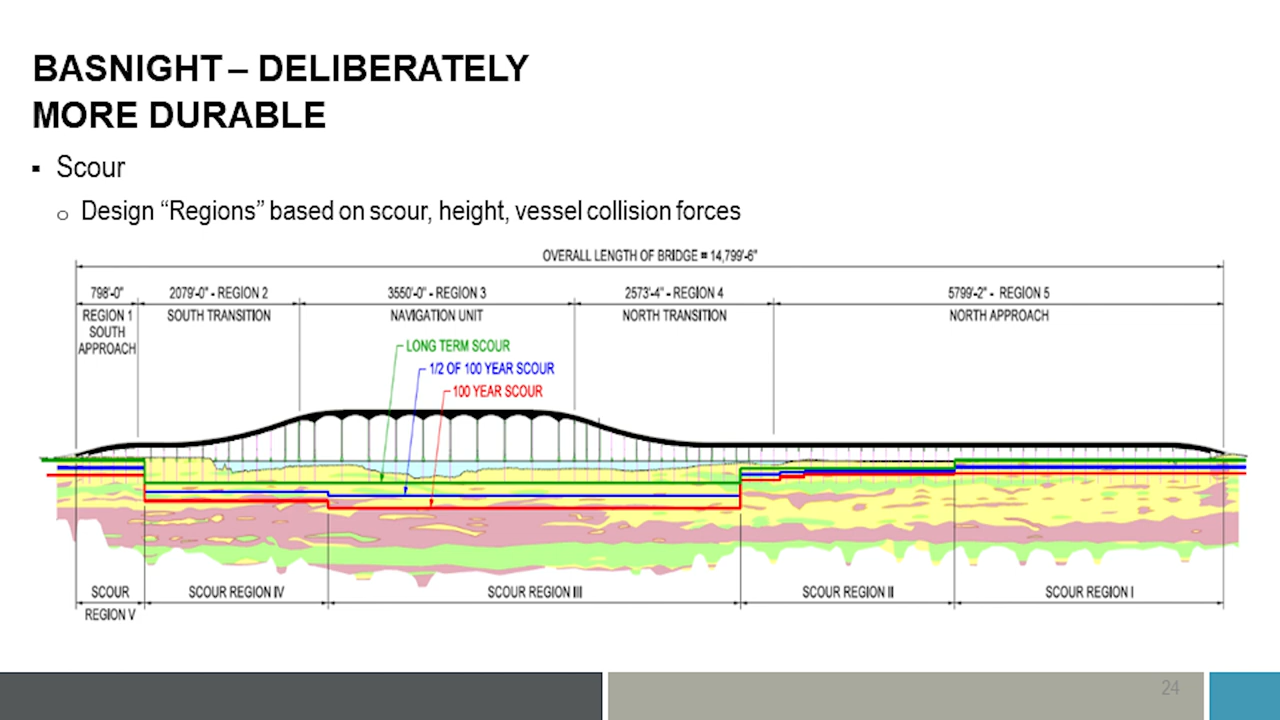 BASNIGHT – DELIBERATELY
MORE DURABLE
▪ Scour
o Design “Regions” based on scour, height, vessel collision forces
OVERALL LENGTH OF BRIDGE = 14,799'-6"
798'-0"
REGION 1
SOUTH
APPROACH
2079'-0" - REGION 2
SOUTH TRANSITION
3550'-0" - REGION 3
NAVIGATION UNIT
2573'-4" - REGION 4
NORTH TRANSITION
5799'-2" - REGION 5
NORTH APPROACH
LONG TERM SCOUR
1/2 OF 100 YEAR SCOUR
100 YEAR SCOUR
SCOUR
REGION V
SCOUR REGION IV
SCOUR REGION III
SCOUR REGION II
SCOUR REGION I
24